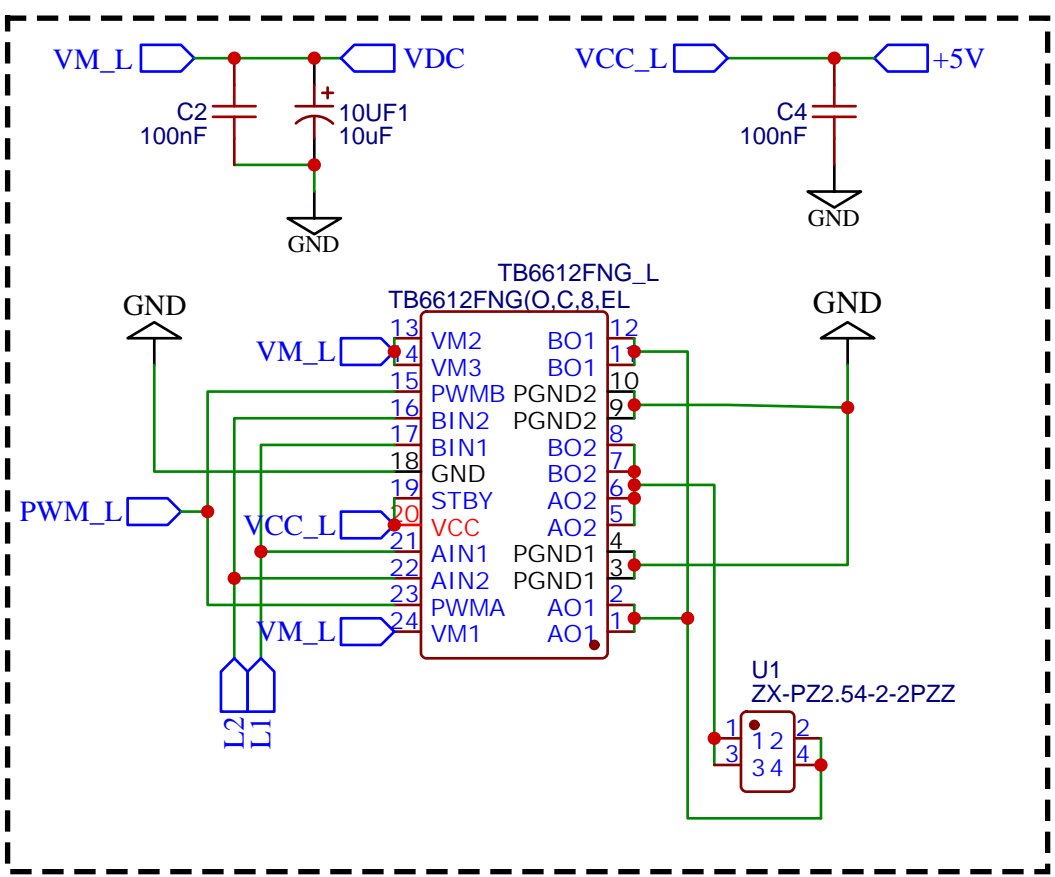 VM_L
VDC
C2
100nF
10UF1
10uF
GND
VCC_L
+5V
C4
100nF
GND
TB6612FNG_L
TB6612FNG(O,C,8,EL
GND
GND
VM_L
PWM_L
VCC_L
VM_L
L2
L1
13 VM2 BO1 12
14 VM3 BO1 11
15 PWMB PGND2 10
16 BIN2 PGND2 9
17 BIN1 BO2 8
18 GND BO2 7
19 STBY AO2 6
20 VCC AO2 5
21 AIN1 PGND1 4
22 AIN2 PGND1 3
23 PWMA AO1 2
24 VM1 AO1 1
U1
ZX-PZ2.54-2-2PZZ
1 1 2 2
3 3 4 4